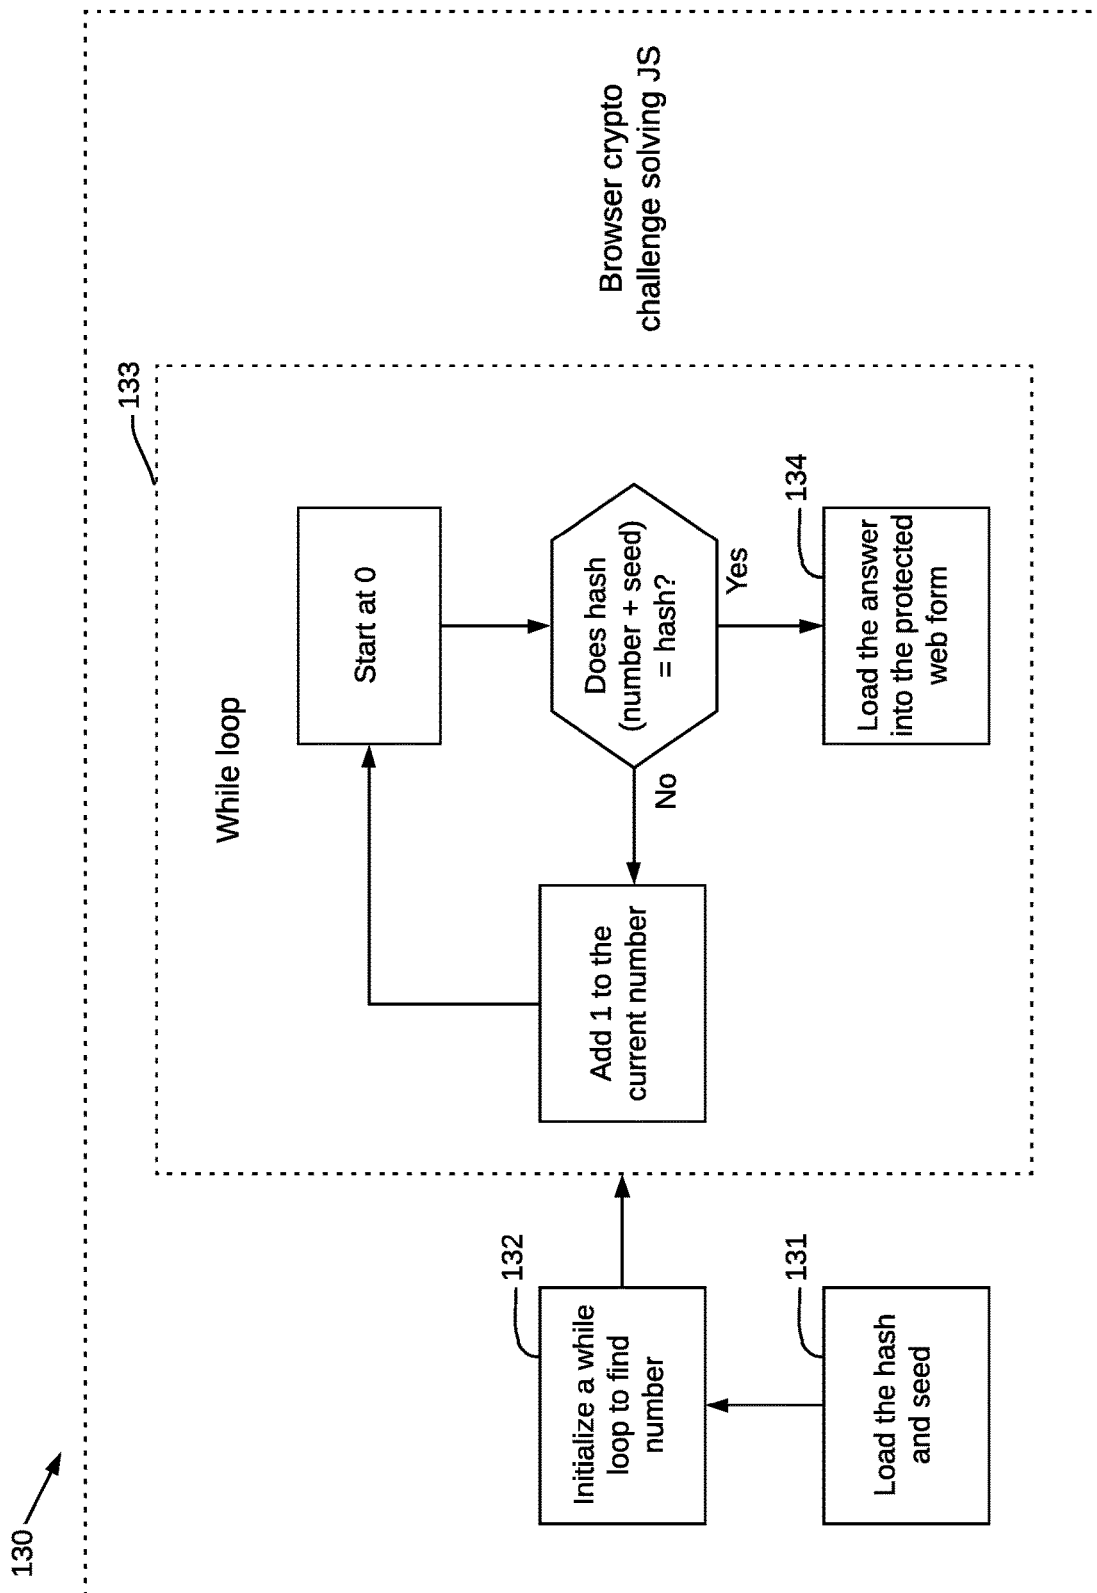 130
Browser crypto
challenge solving JS
133
While loop
Start at 0
Does hash
(number + seed)
= hash?
No
Yes
Add 1 to the
current number
134
Load the answer
into the protected
web form
132
Initialize a while
loop to find
number
131
Load the hash
and seed